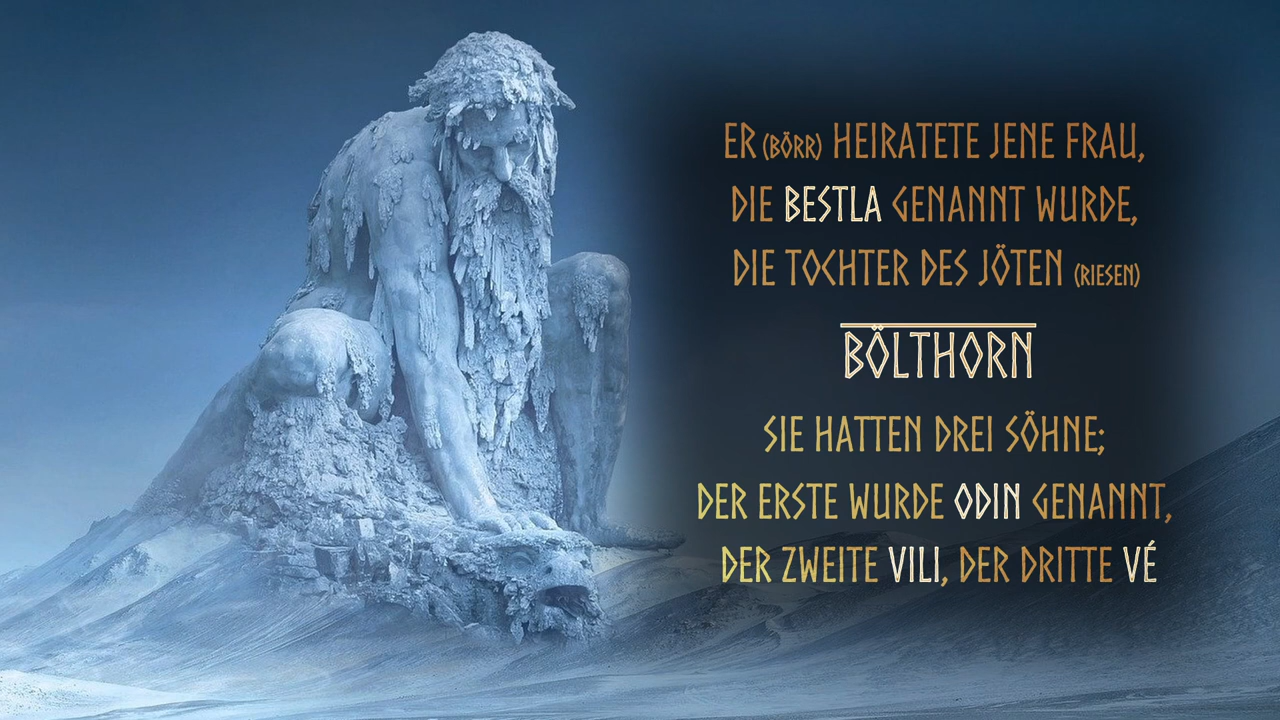 ER (BÖRR) HEIRATETE JENE FRAU,
DIE BESTLA GENANNT WURDE,
DIE TOCHTER DES JÖTEN (RIESEN)
BÖLTHORN
SIE HATTEN DREI SÖHNE;
DER ERSTE WURDE ODIN GENANNT,
DER ZWEITE VILI, DER DRITTE VÉ